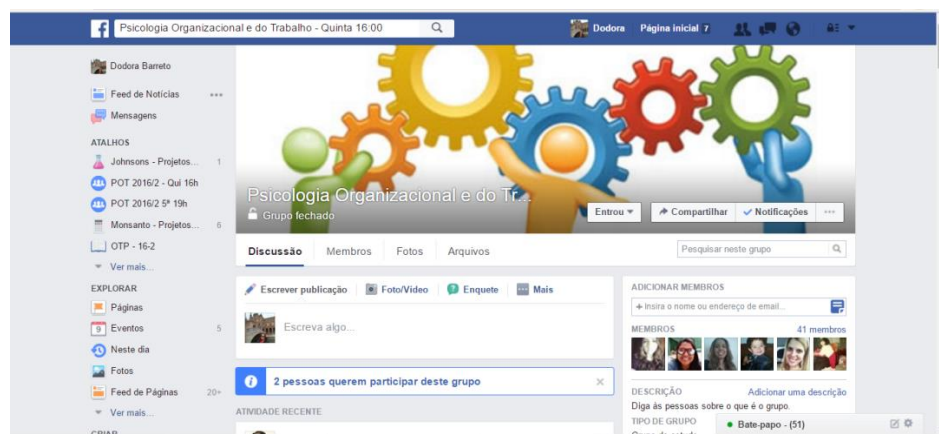 f Psicologia Organizacional e do Trabalho - Quinta 16:00 Dodora Página inicial 7
Dodora Barreto
Feed de Notícias
Mensagens
ATALHOS
Johnsons - Projetos... 1
POT 2016/2 - Qui 16h
POT 2016/2 5ª 19h
Monsanto - Projetos... 6
OTP - 16-2
Ver mais...
EXPLORAR
Páginas
9 Eventos 5
Neste dia
Fotos
Feed de Páginas 20+
Ver mais...
CRIAR
Psicologia Organizacional e do Tr...
Grupo fechado
Entrou Compartilhar Notificações ...
Discussão Membros Fotos Arquivos Pesquisar neste grupo
Escrever publicação Foto/Vídeo Enquete Mais
Escreva algo...
2 pessoas querem participar deste grupo
ATIVIDADE RECENTE
ADICIONAR MEMBROS
+ Insira o nome ou endereço de email...
MEMBROS 41 membros
DESCRIÇÃO Adicionar uma descrição
Diga às pessoas sobre o que é o grupo.
TIPO DE GRUPO
Bate-papo - (51)